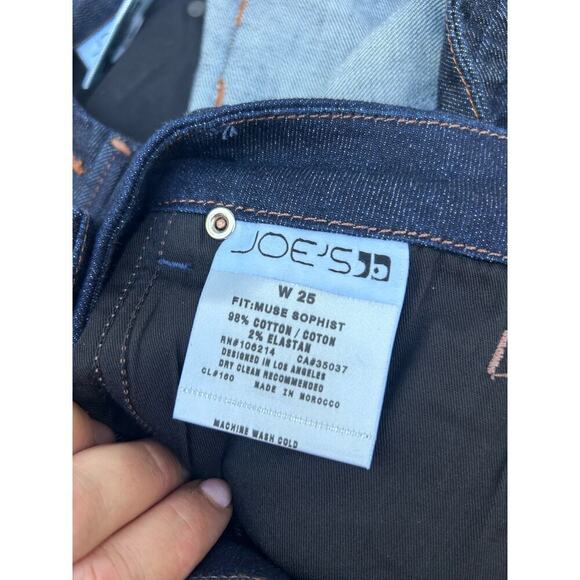 JOE'S
W 25
FIT:MUSE SOPHIST
98% COTTON / COTON
2% ELASTAN
RN#106214 CA#35037
DESIGNED IN LOS ANGELES
DRY CLEAN RECOMMENDED
CL#160 MADE IN MOROCCO
MACHINE WASH COLD